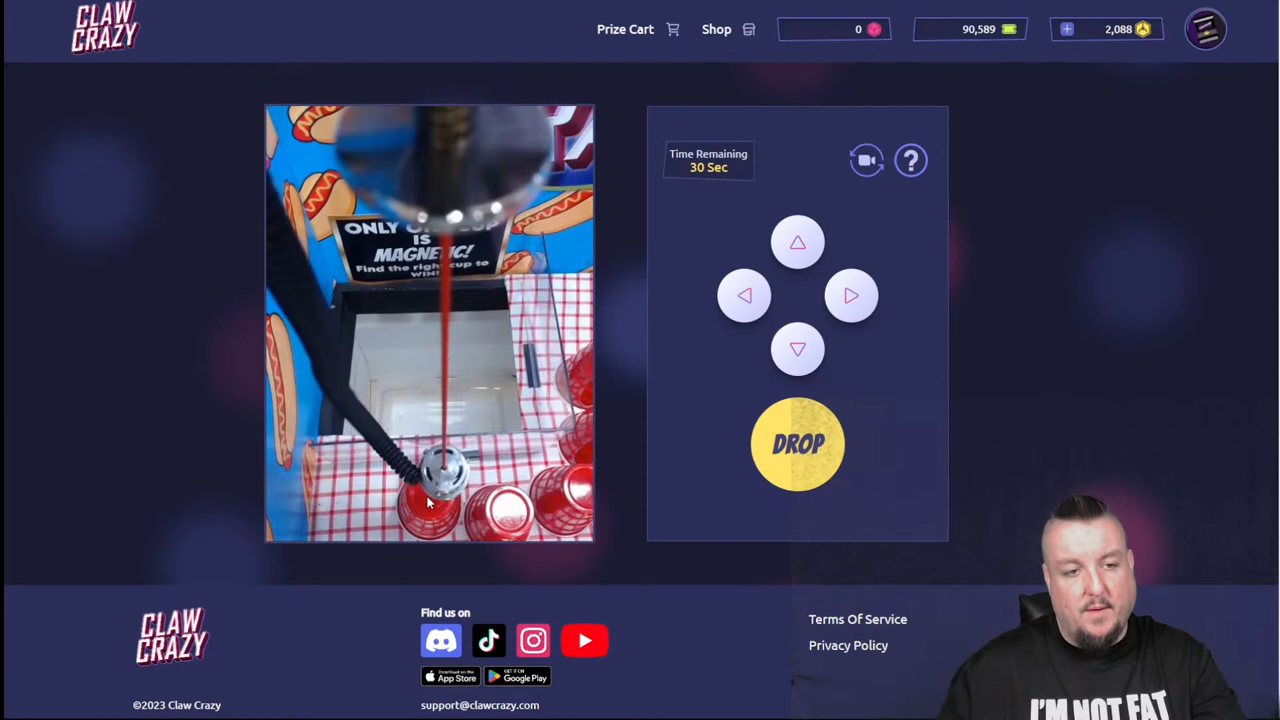 CLAW
CRAZY
Prize Cart
Shop
0
90,589
2,088
Time Remaining
30 Sec
?
ONLY
CUP
IS
MAGNETIC!
Find the right cup to
WIN!
DROP
CLAW
CRAZY
Find us on
Download on the
App Store
GET IT ON
Google Play
Terms Of Service
Privacy Policy
©2023 Claw Crazy
support@clawcrazy.com
I'M NOT FAT